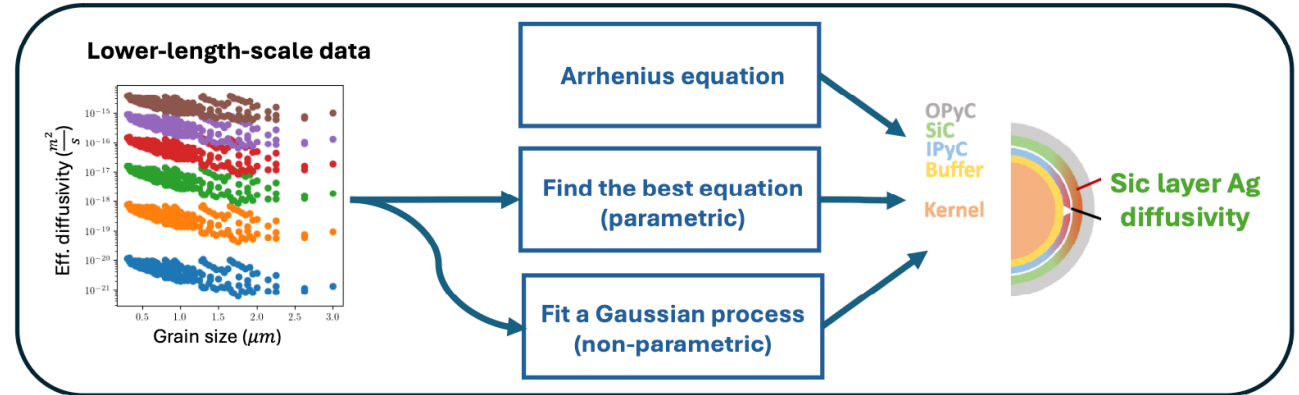 Lower-length-scale data
Eff. diffusivity (m²/s)
10⁻¹⁵
10⁻¹⁶
10⁻¹⁷
10⁻¹⁸
10⁻¹⁹
10⁻²⁰
10⁻²¹
0.5 1.0 1.5 2.0 2.5 3.0
Grain size (μm)
Arrhenius equation
Find the best equation
(parametric)
Fit a Gaussian process
(non-parametric)
OPyC
SiC
IPyC
Buffer
Kernel
Sic layer Ag
diffusivity